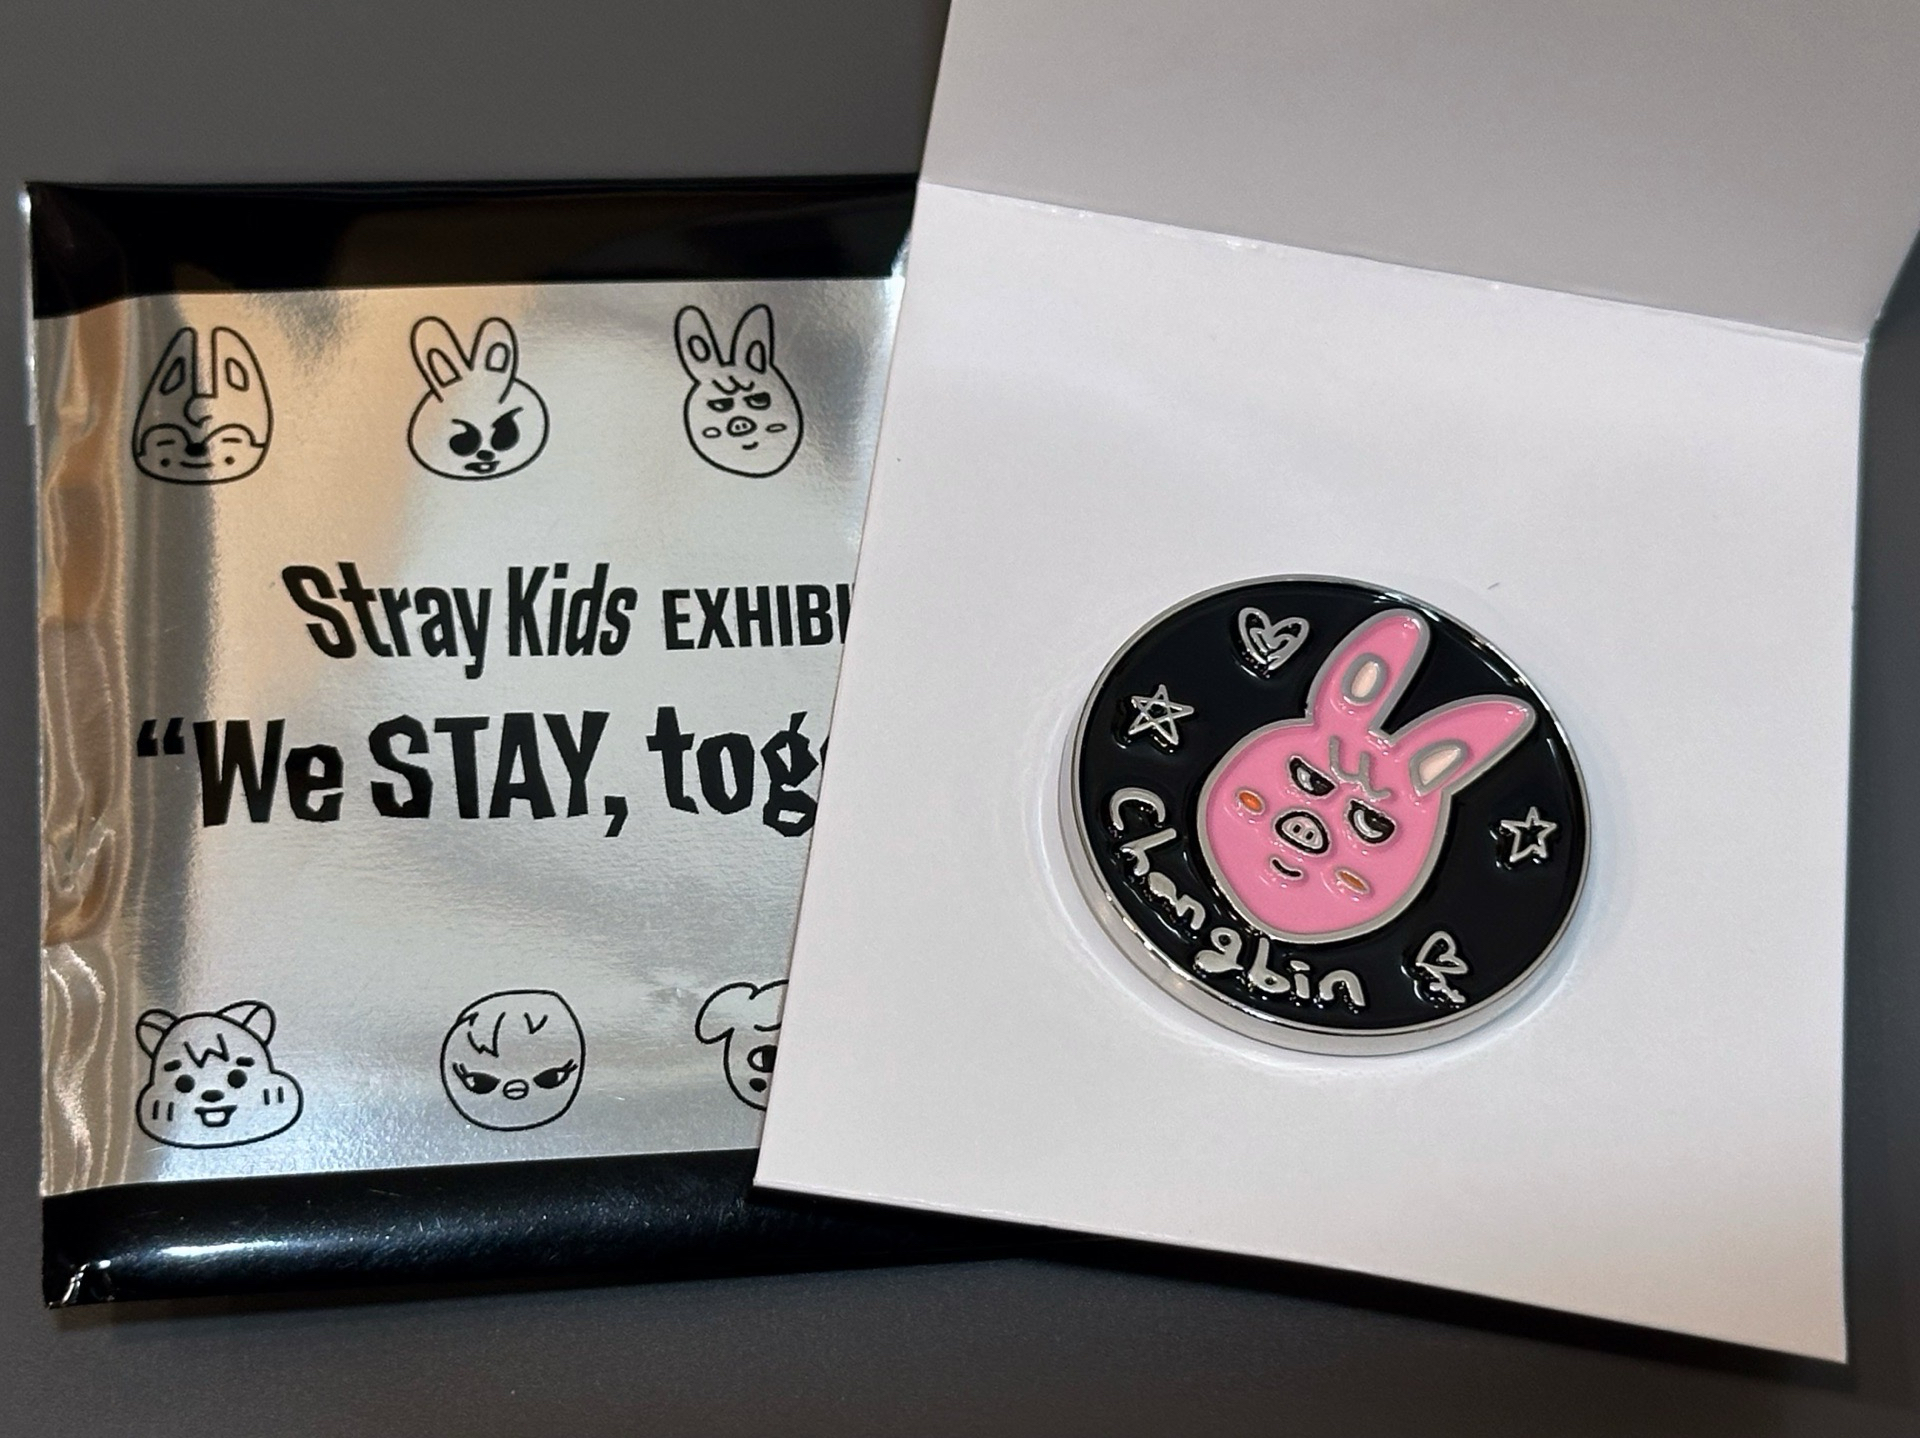 Stray Kids EXHIBI
“We STAY, tog
Changbin